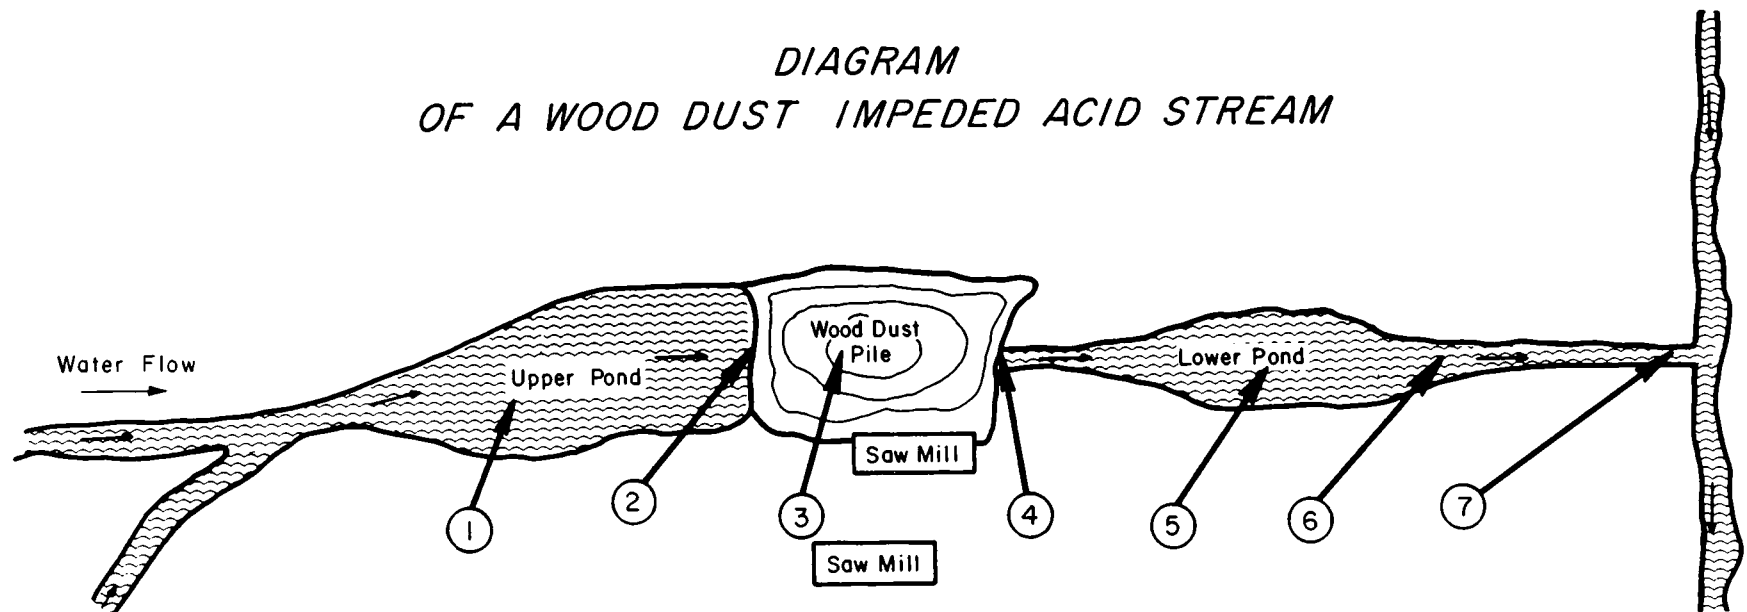 DIAGRAM
OF A WOOD DUST IMPEDED ACID STREAM
Water Flow
Upper Pond
Wood Dust
Pile
Lower Pond
Saw Mill
1
2
3
4
5
6
7
Saw Mill